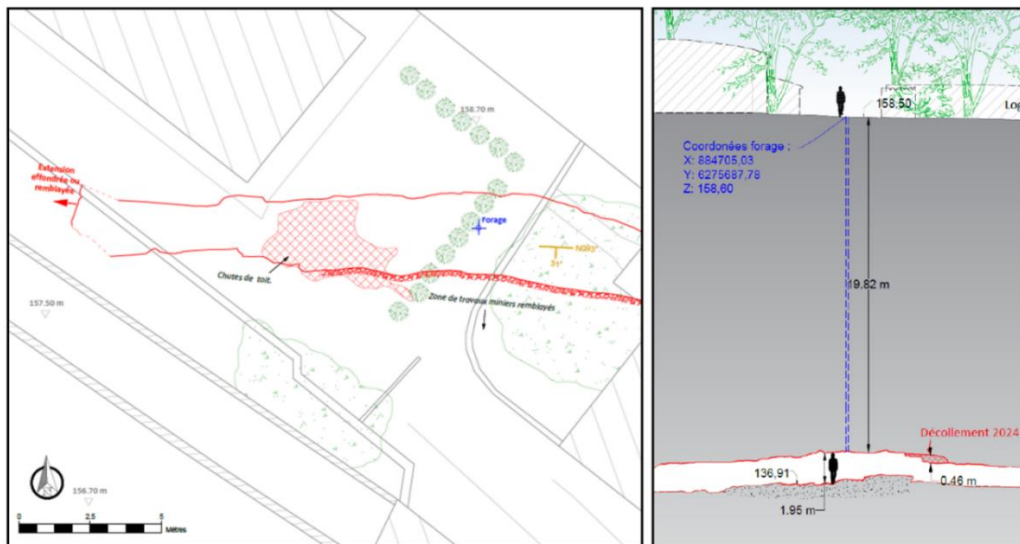 158.70 m
Extension
effondrée ou
remblayée
Forage
N093°
31°
Chutes de toit.
Zone de travaux miniers remblayés
157.50 m
156.70 m
0
2.5
5
Mètres
158.50
Log
Coordonées forage :
X: 884705,03
Y: 6275687,78
Z: 158,60
19.82 m
Décollement 2024
136,91
0.46 m
1.95 m